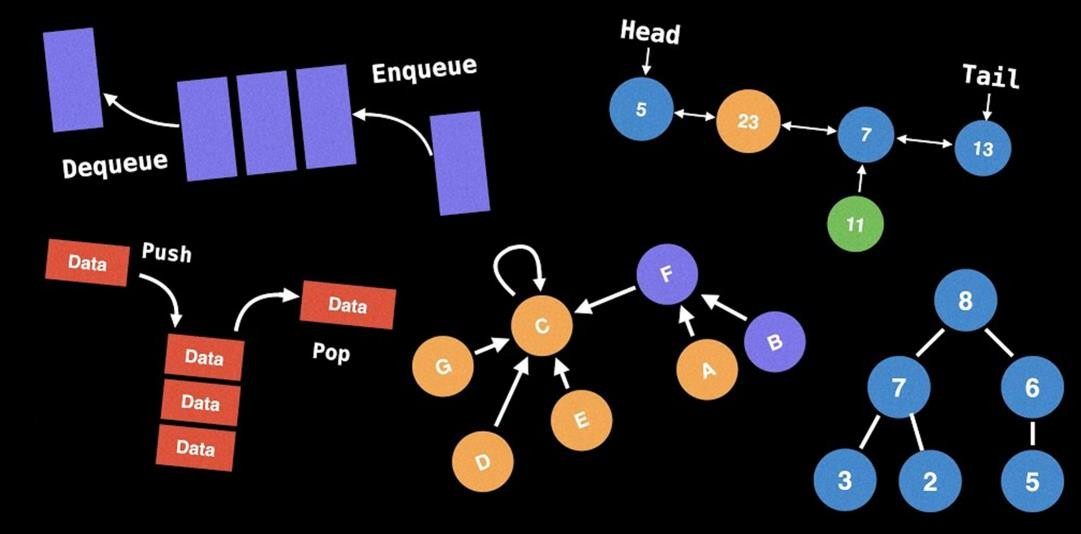 Enqueue
Dequeue
Head
Tail
5
23
7
13
11
Data
Push
Data
Pop
Data
Data
Data
C
F
G
A
B
E
D
8
7
6
3
2
5